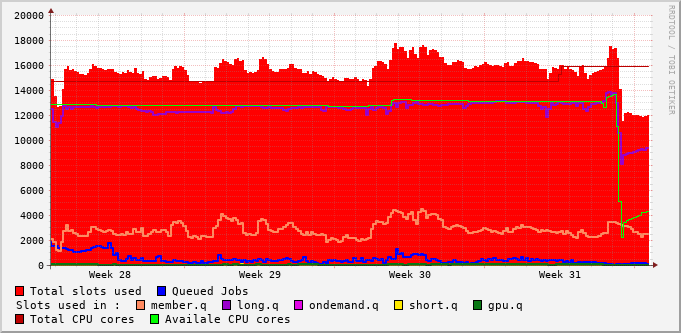 20000
18000
16000
14000
12000
10000
8000
6000
4000
2000
0
Week 28 Week 29 Week 30 Week 31
RRDTOOL / TOBI OETIKER
Total slots used Queued Jobs
Slots used in : member.q long.q ondemand.q short.q gpu.q
Total CPU cores Availale CPU cores